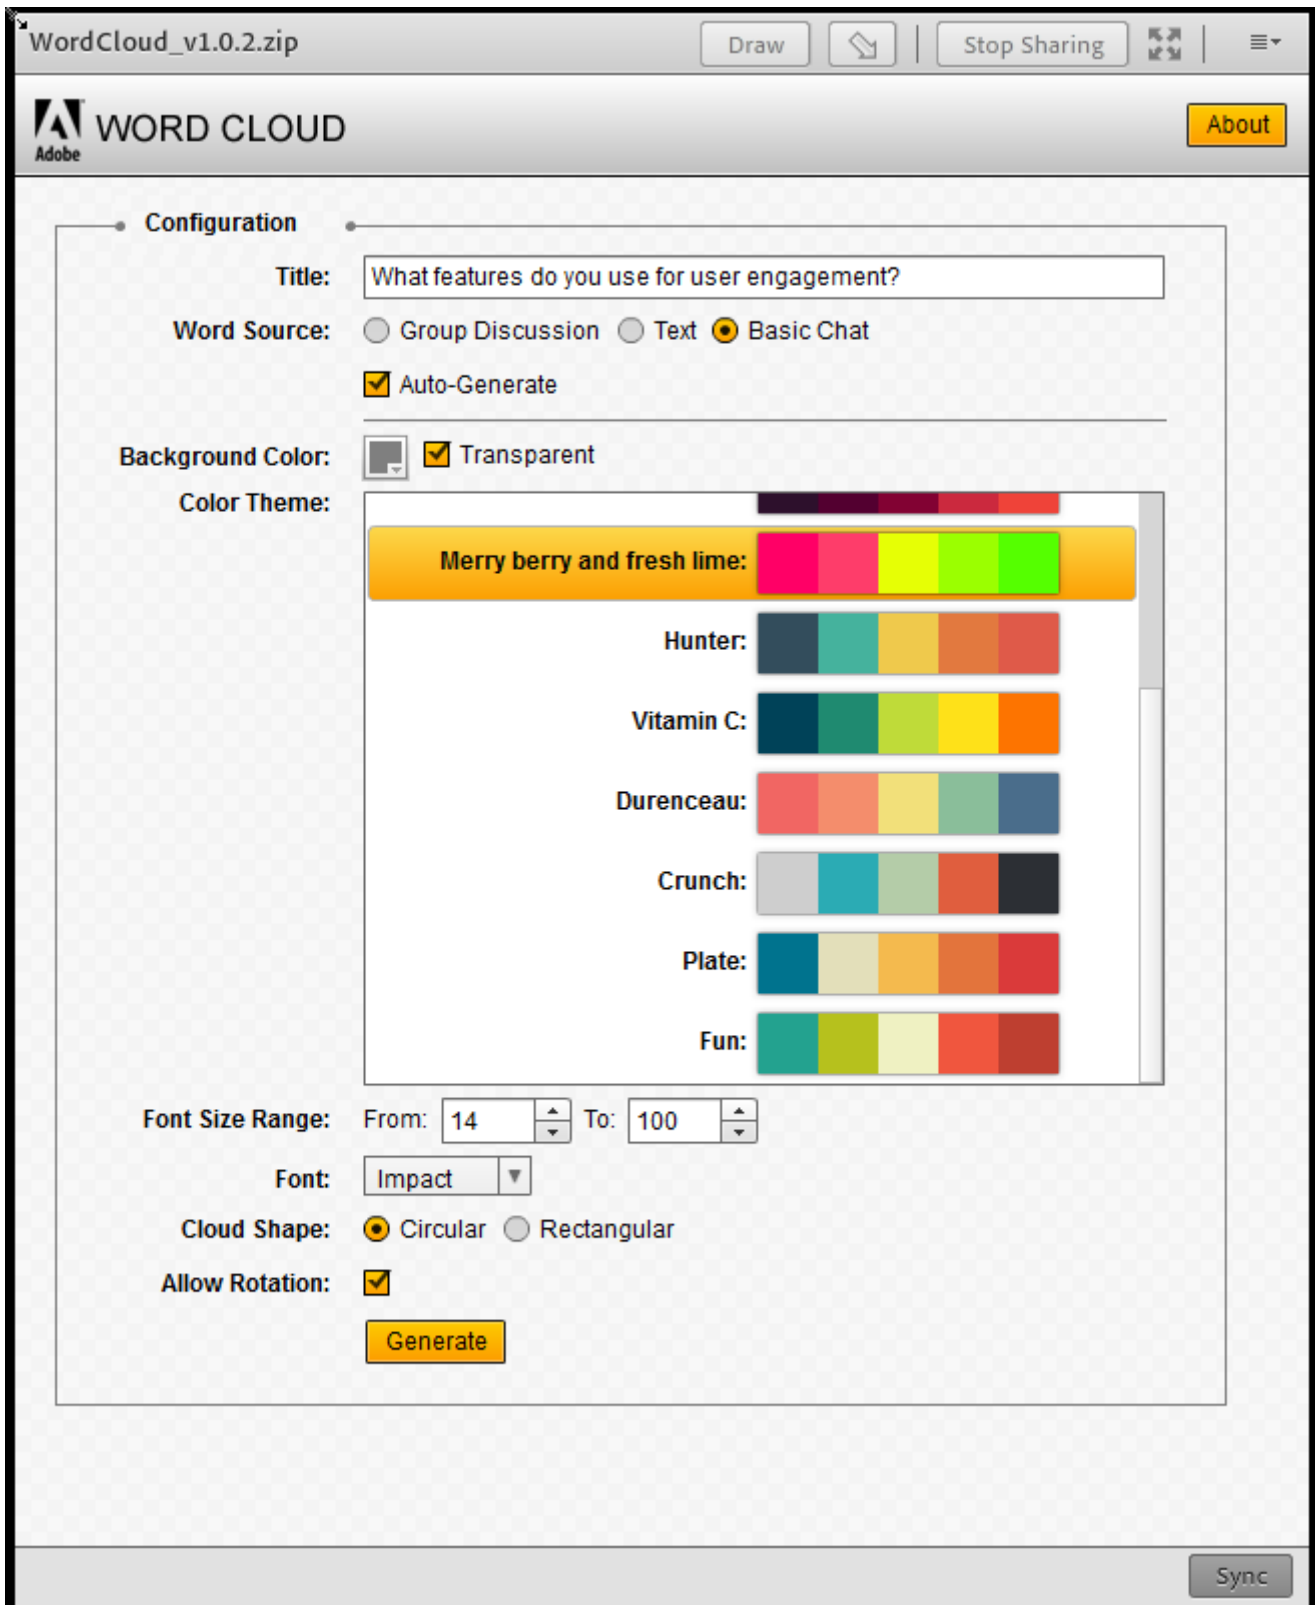 WordCloud_v1.0.2.zip Draw Stop Sharing
Adobe WORD CLOUD About
Configuration
Title: What features do you use for user engagement?
Word Source: Group Discussion Text Basic Chat
Auto-Generate
Background Color: Transparent
Color Theme:
Merry berry and fresh lime:
Hunter:
Vitamin C:
Durenceau:
Crunch:
Plate:
Fun:
Font Size Range: From: 14 To: 100
Font: Impact
Cloud Shape: Circular Rectangular
Allow Rotation:
Generate
Sync